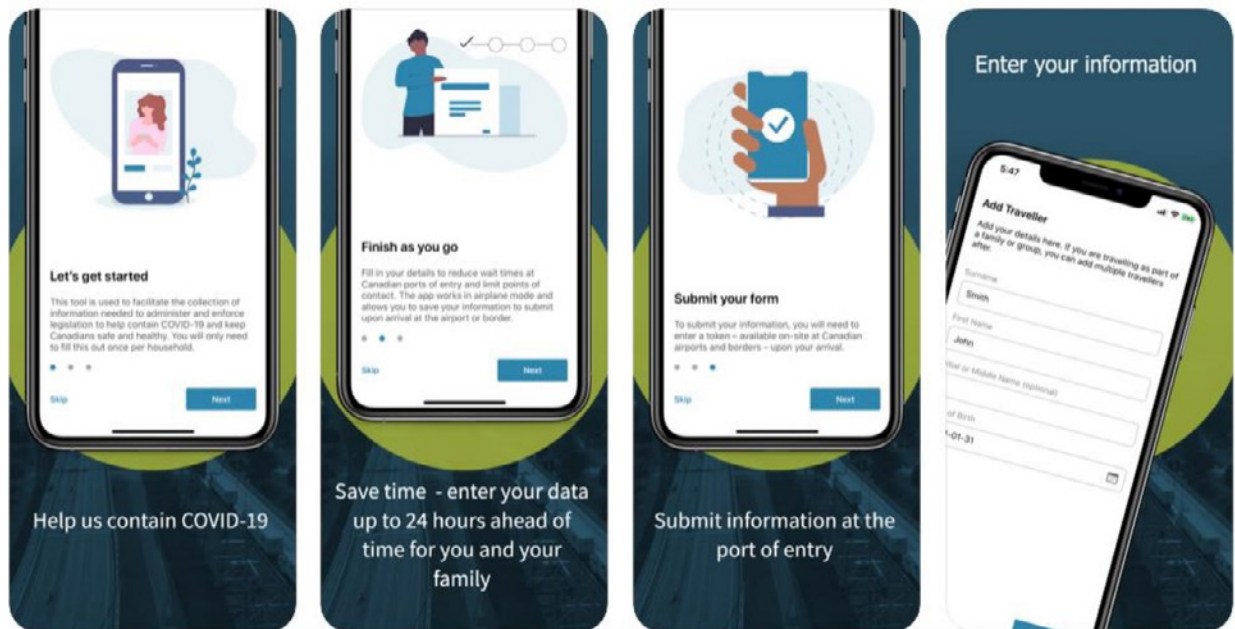 Let's get started
This tool is used to facilitate the collection of
information needed to administer and enforce
legislation to help contain COVID-19 and keep
Canadians safe and healthy. You will only need
to fill this out once per household.
Skip
Next
Help us contain COVID-19
Finish as you go
Fill in your details to reduce wait times at
Canadian ports of entry and limit points of
contact. The app works in airplane mode and
allows you to save your information to submit
upon arrival at the airport or border.
Skip
Next
Save time - enter your data
up to 24 hours ahead of
time for you and your
family
Submit your form
To submit your information, you will need to
enter a token – available on-site at Canadian
airports and borders – upon your arrival.
Skip
Next
Submit information at the
port of entry
Enter your information
5:47
Add Traveller
Add your details here. If you are travelling as part of
a family or group, you can add multiple travellers
after.
Surname
Smith
First Name
John
or Middle Name (optional)
of Birth
-01-31